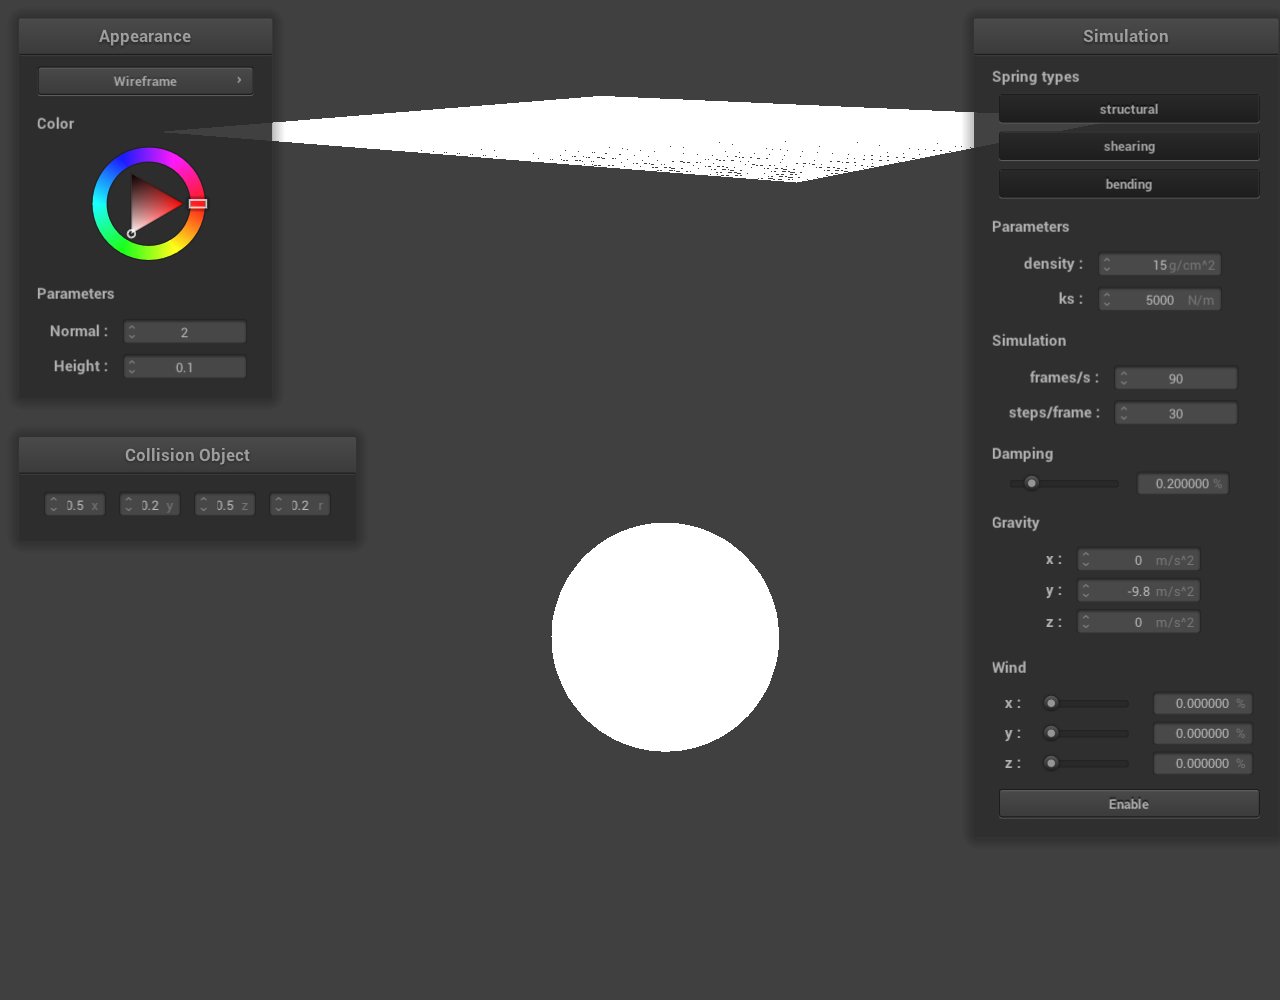 Appearance
Wireframe
Color
Parameters
Normal : 2
Height : 0.1
Collision Object
0.5 x 0.2 y 0.5 z 0.2 r
Simulation
Spring types
structural
shearing
bending
Parameters
density : 15 g/cm^2
ks : 5000 N/m
Simulation
frames/s : 90
steps/frame : 30
Damping
0.200000 %
Gravity
x : 0 m/s^2
y : -9.8 m/s^2
z : 0 m/s^2
Wind
x : 0.000000 %
y : 0.000000 %
z : 0.000000 %
Enable